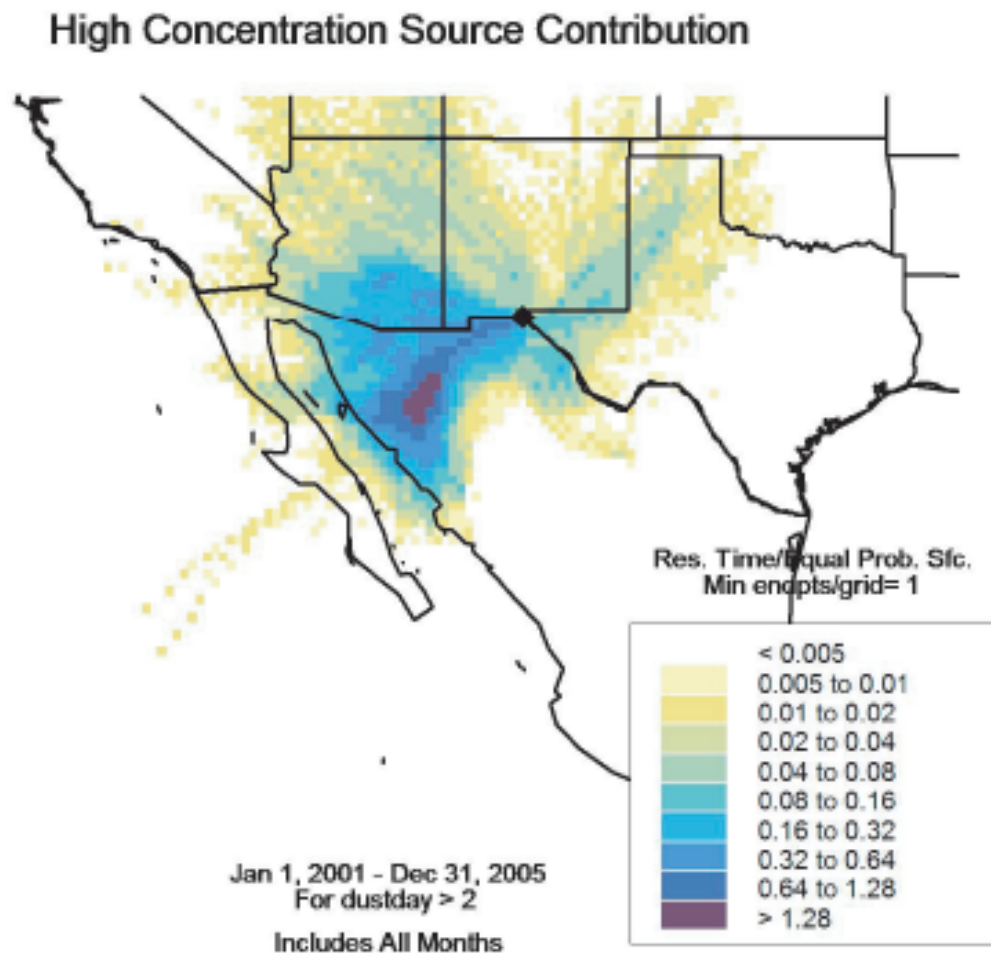 High Concentration Source Contribution
Res. Time/Equal Prob. Sfc.
Min endpts/grid= 1
< 0.005
0.005 to 0.01
0.01 to 0.02
0.02 to 0.04
0.04 to 0.08
0.08 to 0.16
0.16 to 0.32
0.32 to 0.64
0.64 to 1.28
> 1.28
Jan 1, 2001 - Dec 31, 2005
For dustday > 2
Includes All Months